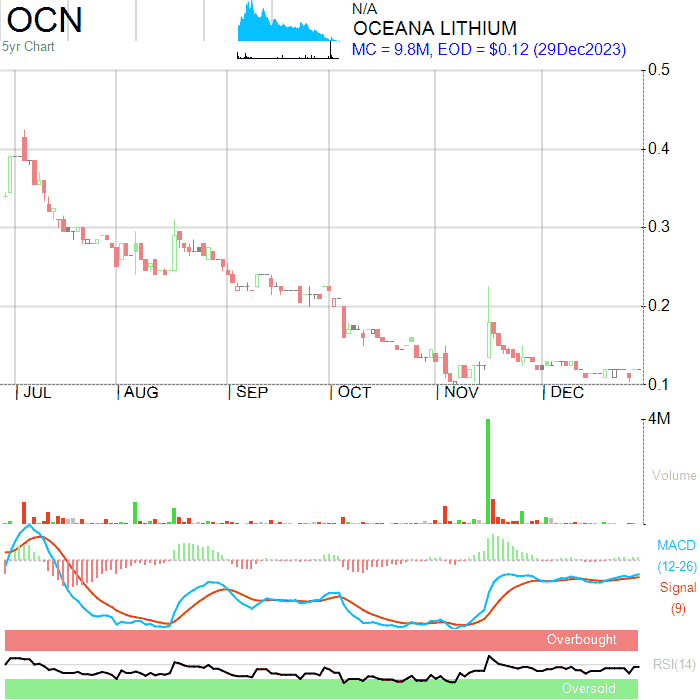 OCN
5yr Chart
N/A
OCEANA LITHIUM
MC = 9.8M, EOD = $0.12 (29Dec2023)
0.5
0.4
0.3
0.2
0.1
JUL AUG SEP OCT NOV DEC
4M
Volume
MACD
(12-26)
Signal
(9)
Overbought
RSI(14)
Oversold